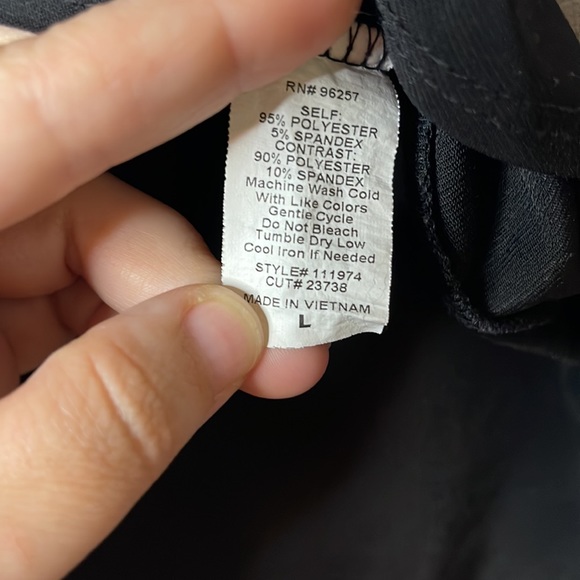 RN# 96257
SELF:
95% POLYESTER
5% SPANDEX
CONTRAST:
90% POLYESTER
10% SPANDEX
Machine Wash Cold
With Like Colors
Gentle Cycle
Do Not Bleach
Tumble Dry Low
Cool Iron If Needed
STYLE# 111974
CUT# 23738
MADE IN VIETNAM
L